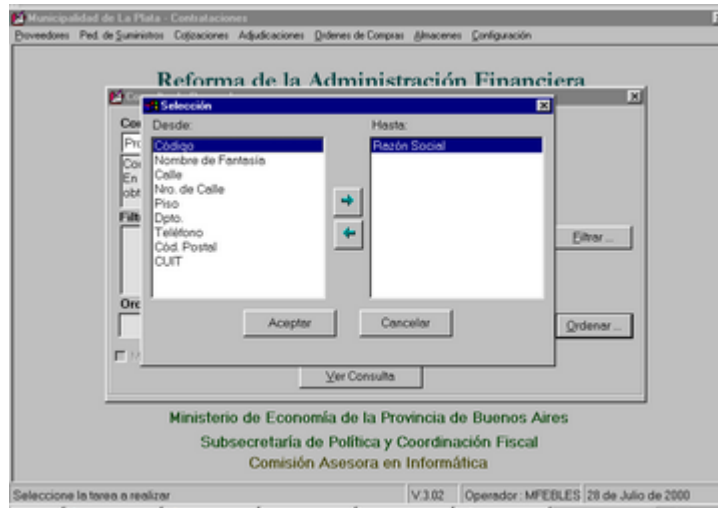 Municipalidad de La Plata - Contrataciones
Proveedores Ped. de Suministros Cotizaciones Adjudicaciones Ordenes de Compras Almacenes Configuración
Reforma de la Administración Financiera
Selección
Desde: Hasta:
Código Razón Social
Nombre de Fantasía
Calle
Nro. de Calle
Piso
Dpto.
Teléfono
Cód. Postal
CUIT
Filtrar ...
Aceptar Cancelar
Ordenar ...
Ver Consulta
Ministerio de Economía de la Provincia de Buenos Aires
Subsecretaría de Política y Coordinación Fiscal
Comisión Asesora en Informática
Seleccione la tarea a realizar V.3.02 Operador : MFEBLES 28 de Julio de 2000